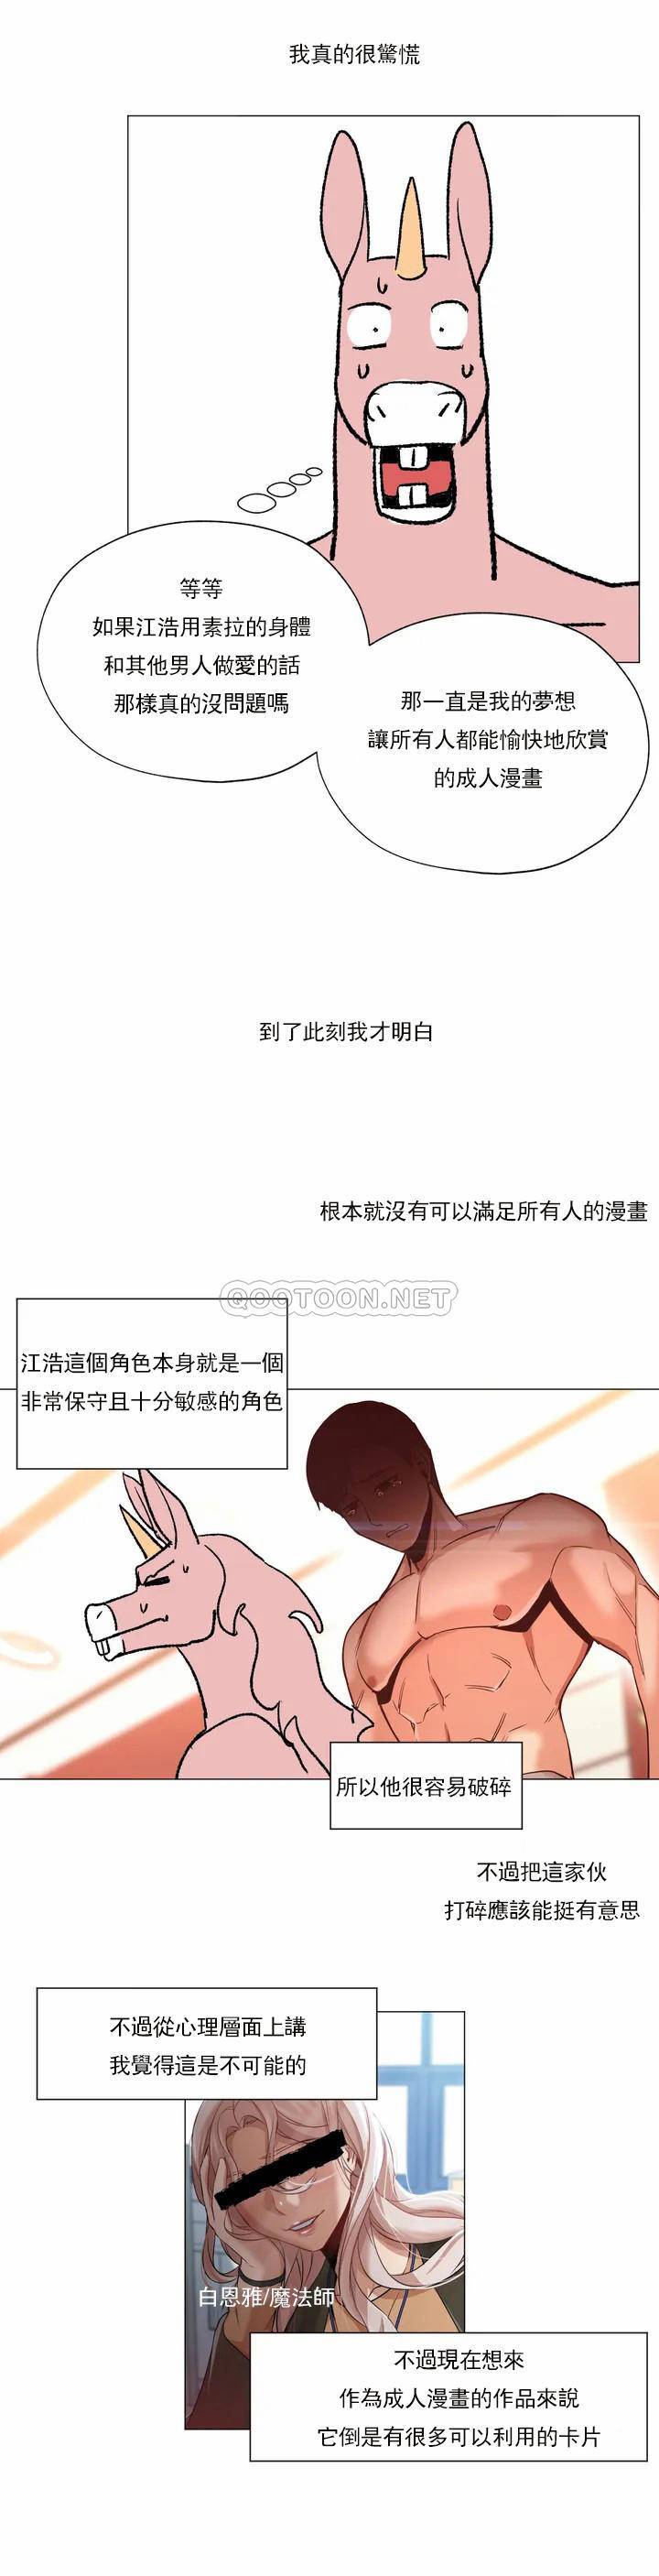 我真的很驚慌
等等
如果江浩用素拉的身體
和其他男人做愛的話
那樣真的沒問題嗎
那一直是我的夢想
讓所有人都能愉快地欣賞
的成人漫畫
到了此刻我才明白
根本就沒有可以滿足所有人的漫畫
QOOTOON.NET
江浩這個角色本身就是一個
非常保守且十分敏感的角色
所以他很容易破碎
不過把這家伙
打碎應該能挺有意思
不過從心理層面上講
我覺得這是不可能的
白恩雅/魔法師
不過現在想來
作為成人漫畫的作品來說
它倒是有很多可以利用的卡片